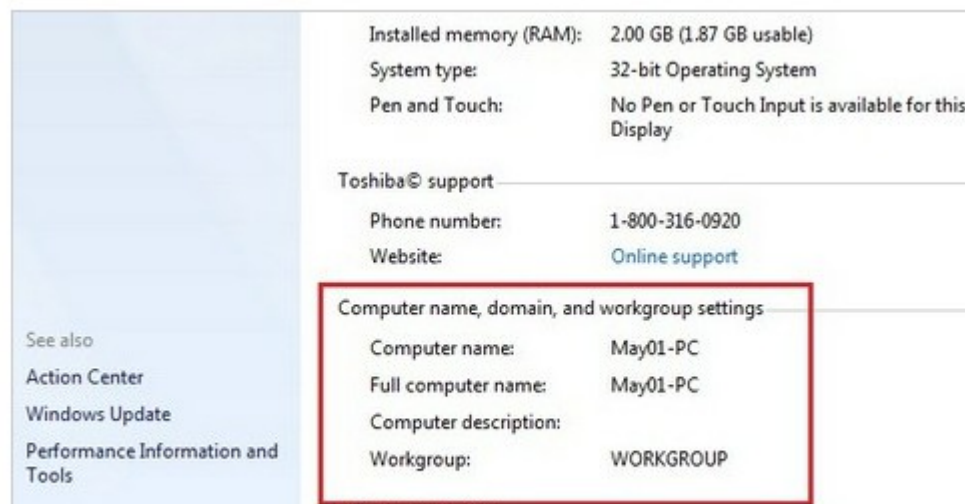 Installed memory (RAM): 2.00 GB (1.87 GB usable)
System type: 32-bit Operating System
Pen and Touch: No Pen or Touch Input is available for this
Display
Toshiba© support
Phone number: 1-800-316-0920
Website: Online support
Computer name, domain, and workgroup settings
Computer name: May01-PC
Full computer name: May01-PC
Computer description:
Workgroup: WORKGROUP
See also
Action Center
Windows Update
Performance Information and
Tools